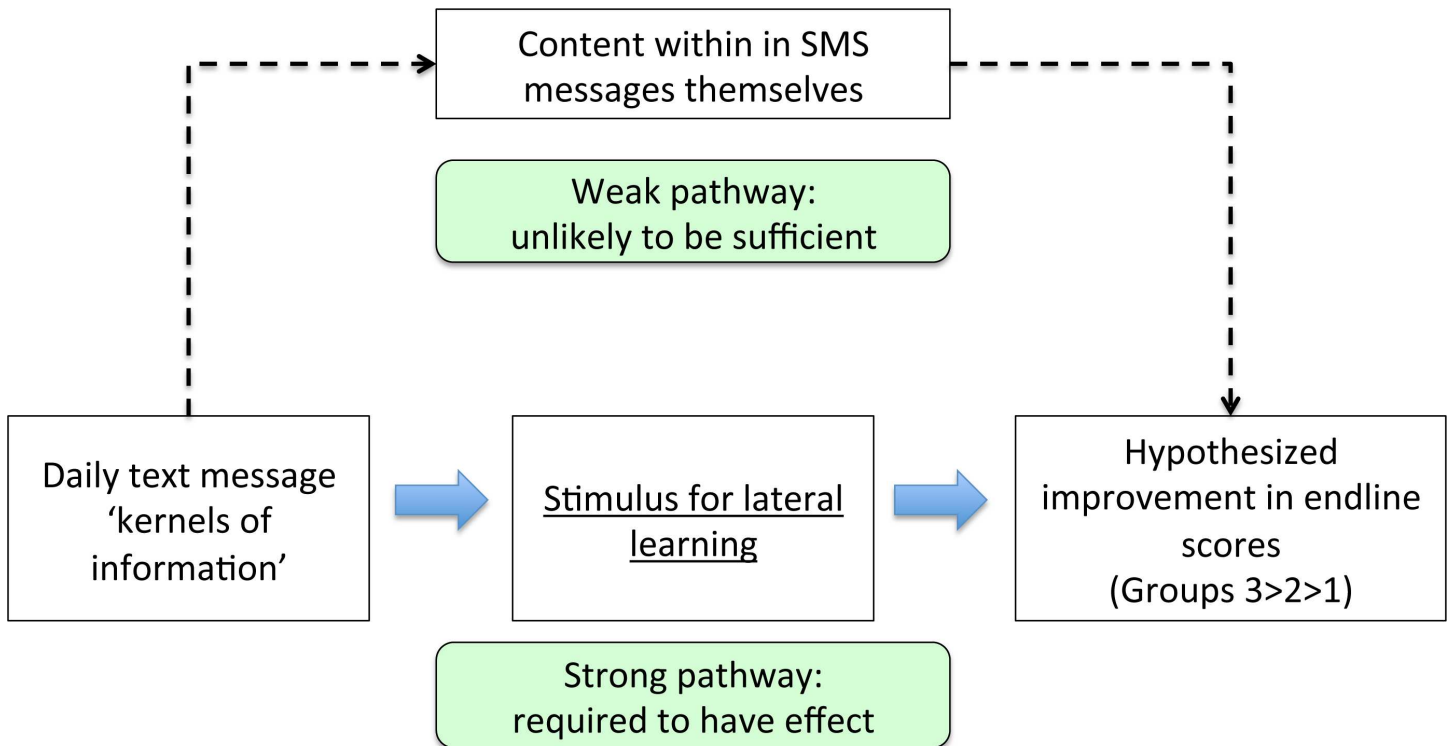 Content within in SMS
messages themselves
Weak pathway:
unlikely to be sufficient
Daily text message
‘kernels of
information’
Stimulus for lateral
learning
Hypothesized
improvement in endline
scores
(Groups 3>2>1)
Strong pathway:
required to have effect